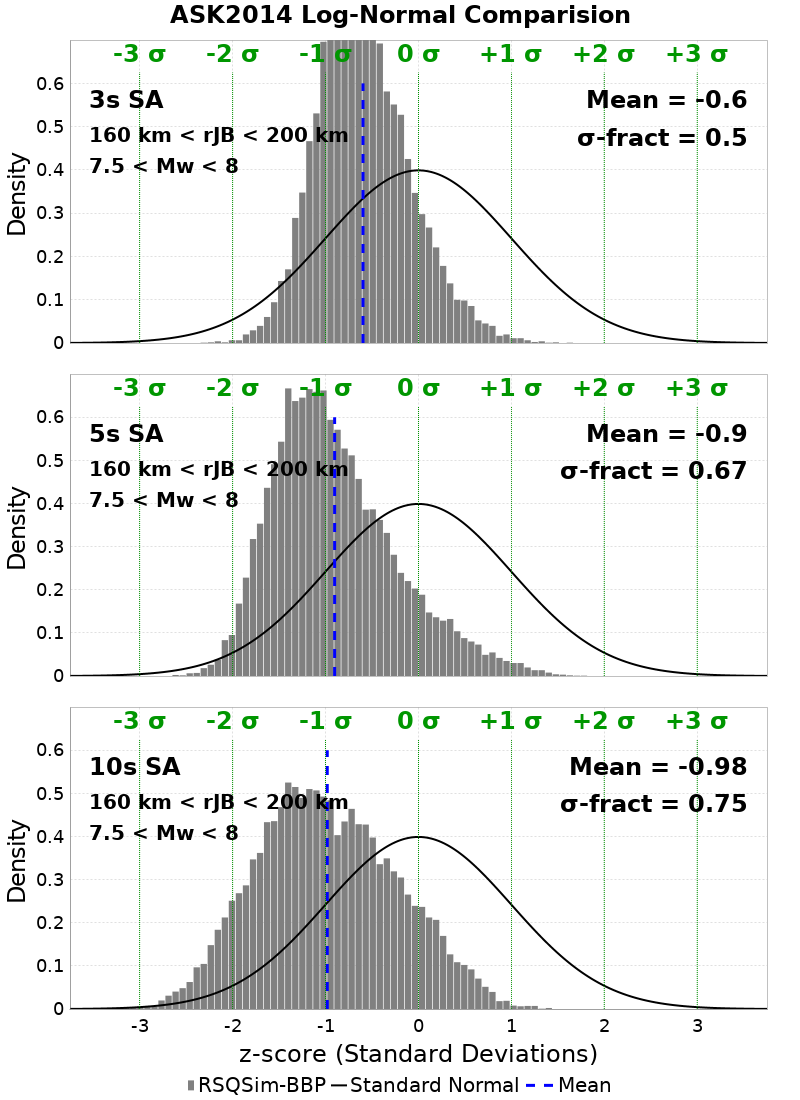 ASK2014 Log-Normal Comparision
-3 σ -2 σ -1 σ 0 σ +1 σ +2 σ +3 σ
3s SA
160 km < rJB < 200 km
7.5 < Mw < 8
Mean = -0.6
σ-fract = 0.5
Density
0.6
0.5
0.4
0.3
0.2
0.1
0
-3 σ -2 σ -1 σ 0 σ +1 σ +2 σ +3 σ
5s SA
160 km < rJB < 200 km
7.5 < Mw < 8
Mean = -0.9
σ-fract = 0.67
Density
0.6
0.5
0.4
0.3
0.2
0.1
0
-3 σ -2 σ -1 σ 0 σ +1 σ +2 σ +3 σ
10s SA
160 km < rJB < 200 km
7.5 < Mw < 8
Mean = -0.98
σ-fract = 0.75
Density
0.6
0.5
0.4
0.3
0.2
0.1
0
-3 -2 -1 0 1 2 3
z-score (Standard Deviations)
RSQSim-BBP Standard Normal Mean